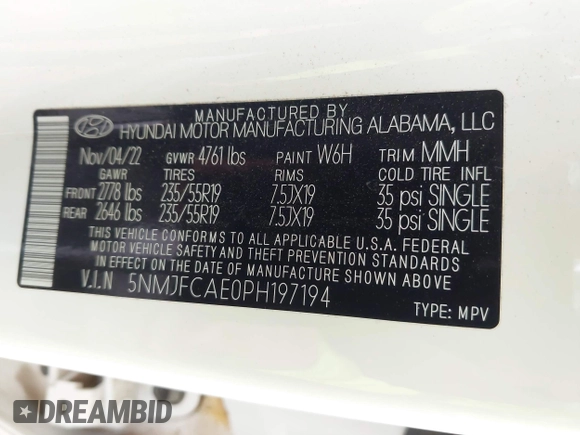 MANUFACTURED BY
HYUNDAI MOTOR MANUFACTURING ALABAMA, LLC
Nov/04/22 GVWR 4761 lbs PAINT W6H TRIM MMH
GAWR TIRES RIMS COLD TIRE INFL
FRONT 2778 lbs 235/55R19 7.5JX19 35 psi SINGLE
REAR 2646 lbs 235/55R19 7.5JX19 35 psi SINGLE
THIS VEHICLE CONFORMS TO ALL APPLICABLE U.S.A. FEDERAL
MOTOR VEHICLE SAFETY AND THEFT PREVENTION STANDARDS
IN EFFECT ON THE DATE OF MANUFACTURE SHOWN ABOVE.
V.I.N 5NMJFCAE0PH197194
TYPE: MPV
DREAMBID